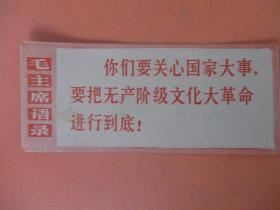 毛主席语录
你们要关心国家大事，
要把无产阶级文化大革命
进行到底！